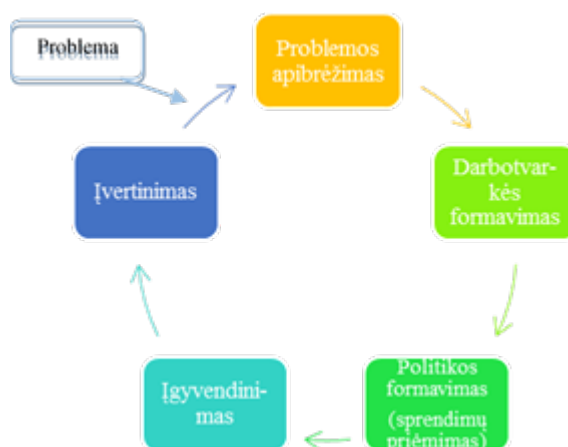 Problema
Problemos
apibrėžimas
Darbotvar-
kės
formavimas
Politikos
formavimas
(sprendimų
priėmimas)
Įgyvendini-
mas
Įvertinimas